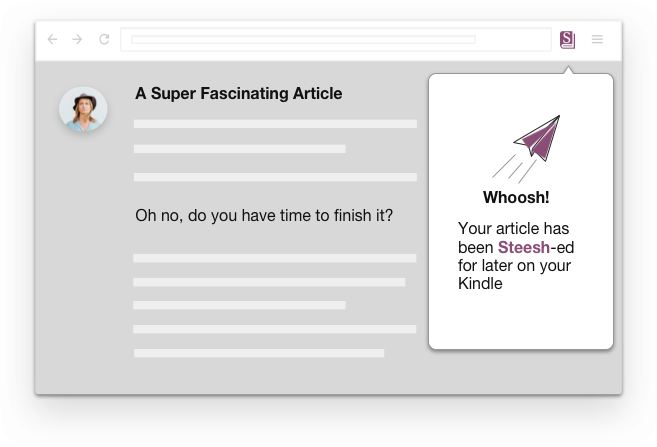 S
A Super Fascinating Article
Oh no, do you have time to finish it?
Whoosh!
Your article has
been Steesh-ed
for later on your
Kindle